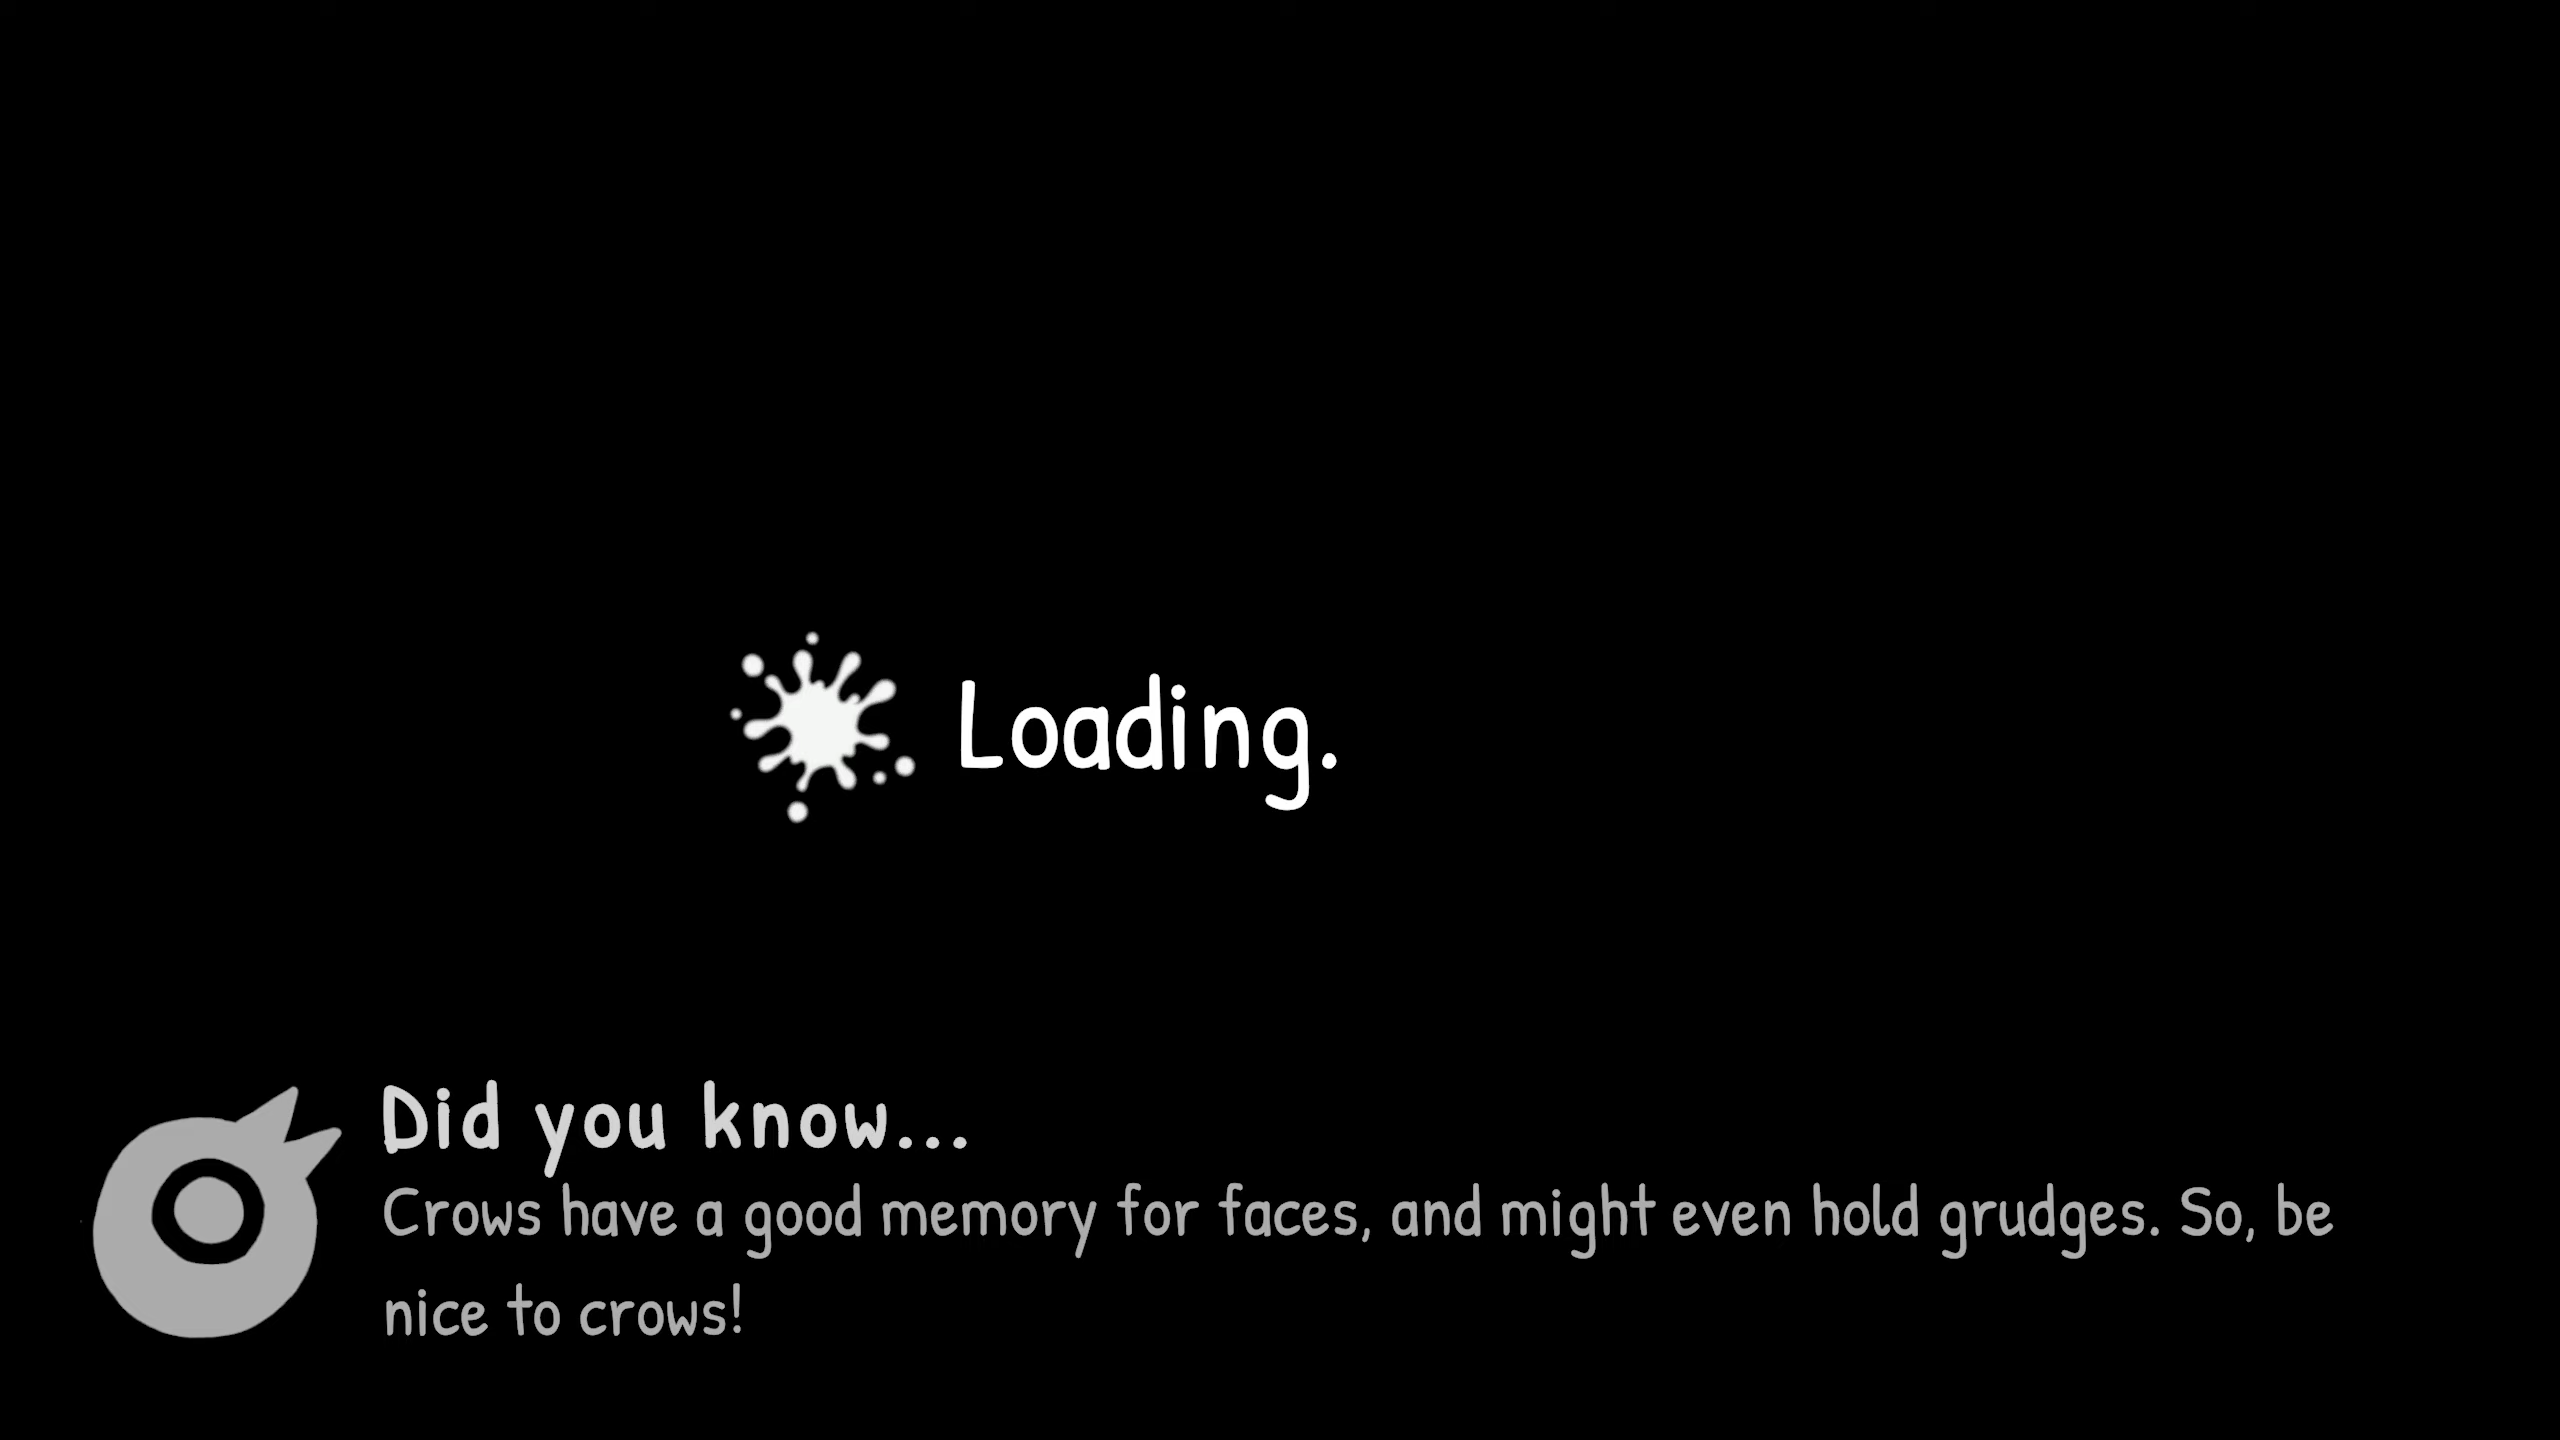 Loading.
Did you know...
Crows have a good memory for faces, and might even hold grudges. So, be
nice to crows!